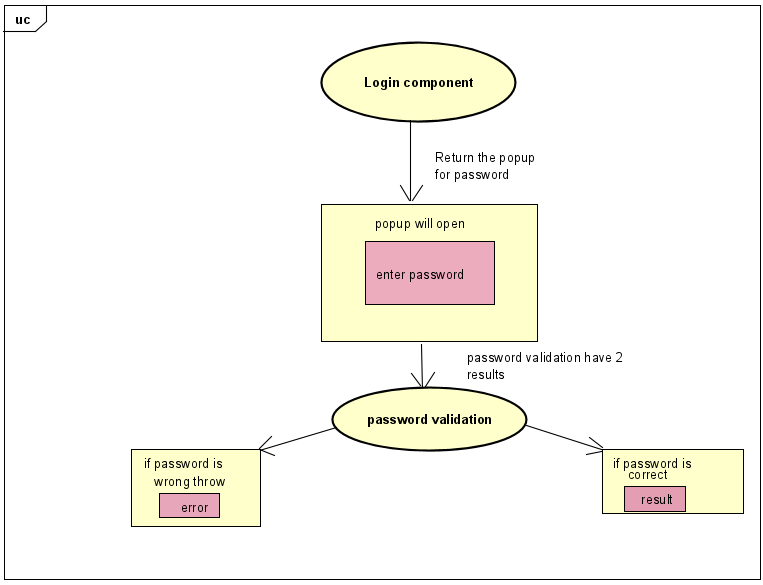 uc
Login component
Return the popup
for password
popup will open
enter password
password validation have 2
results
password validation
if password is
wrong throw
error
if password is
correct
result